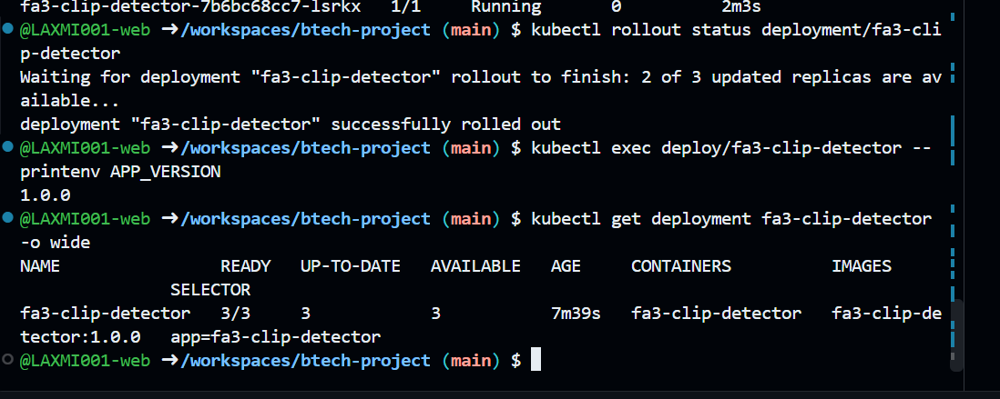 fa3-clip-detector-7b6bc68cc7-lsrkx   1/1     Running       0         2m3s
@LAXMI001-web ➜/workspaces/btech-project (main) $ kubectl rollout status deployment/fa3-cli
p-detector
Waiting for deployment "fa3-clip-detector" rollout to finish: 2 of 3 updated replicas are av
ailable...
deployment "fa3-clip-detector" successfully rolled out
@LAXMI001-web ➜/workspaces/btech-project (main) $ kubectl exec deploy/fa3-clip-detector --
printenv APP_VERSION
1.0.0
@LAXMI001-web ➜/workspaces/btech-project (main) $ kubectl get deployment fa3-clip-detector
-o wide
NAME                READY   UP-TO-DATE   AVAILABLE   AGE     CONTAINERS          IMAGES
               SELECTOR
fa3-clip-detector   3/3     3            3           7m39s   fa3-clip-detector   fa3-clip-de
tector:1.0.0   app=fa3-clip-detector
@LAXMI001-web ➜/workspaces/btech-project (main) $